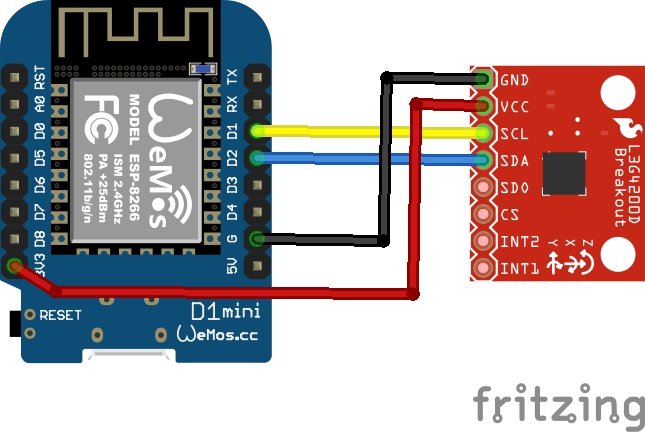 RST
A0
D0
D5
D6
D7
D8
3V3
TX
RX
D1
D2
D3
D4
G
5V
WeMos
MODEL ESP-8266
ISM 2.4GHz
PA +25dBm
802.11b/g/n
FC
RESET
D1 mini
WeMos.cc
GND
VCC
SCL
SDA
SDO
CS
INT2
INT1
L3G4200D
Breakout
Z
X
Y
fritzing